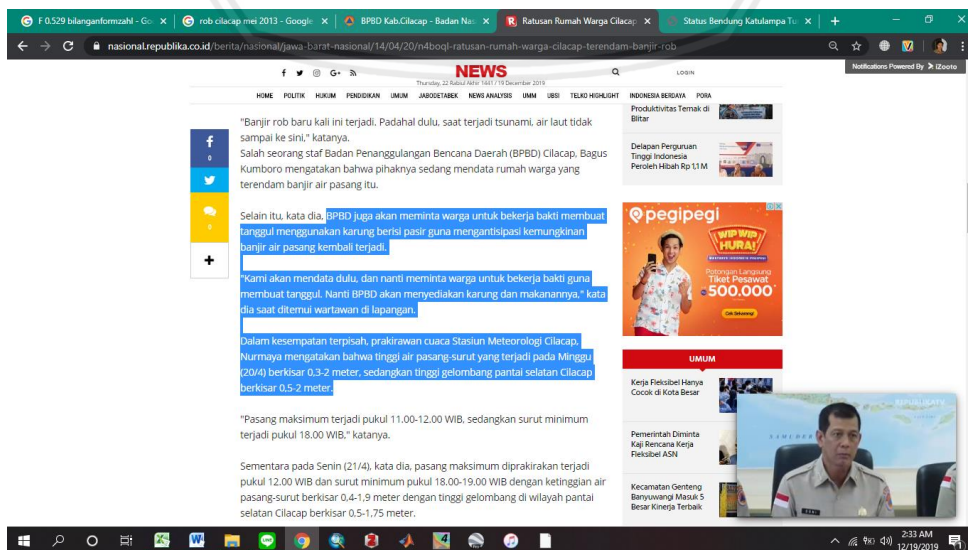 F 0.529 bilanganformzahl - Go
rob cilacap mei 2013 - Google
BPBD Kab.Cilacap - Badan Nas
Ratusan Rumah Warga Cilacap
Status Bendung Katulampa Tu
nasional.republika.co.id/berita/nasional/jawa-barat-nasional/14/04/20/n4boql-ratusan-rumah-warga-cilacap-terendam-banjir-rob
Notifications Powered By iZooto
NEWS
Thursday, 22 Rabiul Akhir 1441 / 19 December 2019
LOGIN
HOME POLITIK HUKUM PENDIDIKAN UMUM JABODETABEK NEWS ANALYSIS UMM UBSI TELKO HIGHLIGHT INDONESIA BERDAYA PORA
"Banjir rob baru kali ini terjadi. Padahal dulu, saat terjadi tsunami, air laut tidak
sampai ke sini," katanya.
Salah seorang staf Badan Penanggulangan Bencana Daerah (BPBD) Cilacap, Bagus
Kumboro mengatakan bahwa pihaknya sedang mendata rumah warga yang
terendam banjir air pasang itu.
Selain itu, kata dia, BPBD juga akan meminta warga untuk bekerja bakti membuat
tanggul menggunakan karung berisi pasir guna mengantisipasi kemungkinan
banjir air pasang kembali terjadi.
"Kami akan mendata dulu, dan nanti meminta warga untuk bekerja bakti guna
membuat tanggul. Nanti BPBD akan menyediakan karung dan makanannya," kata
dia saat ditemui wartawan di lapangan.
Dalam kesempatan terpisah, prakirawan cuaca Stasiun Meteorologi Cilacap,
Nurmaya mengatakan bahwa tinggi air pasang-surut yang terjadi pada Minggu
(20/4) berkisar 0,3-2 meter, sedangkan tinggi gelombang pantai selatan Cilacap
berkisar 0,5-2 meter.
"Pasang maksimum terjadi pukul 11.00-12.00 WIB, sedangkan surut minimum
terjadi pukul 18.00 WIB," katanya.
Sementara pada Senin (21/4), kata dia, pasang maksimum diprakirakan terjadi
pukul 12.00 WIB dan surut minimum pukul 18.00-19.00 WIB dengan ketinggian air
pasang-surut berkisar 0,4-1,9 meter dengan tinggi gelombang di wilayah pantai
selatan Cilacap berkisar 0,5-1,75 meter.
Produktivitas Ternak di
Blitar
Delapan Perguruan
Tinggi Indonesia
Peroleh Hibah Rp 1,1 M
pegipegi
WIP WIP
HURA!
Potongan Langsung
Tiket Pesawat
500.000
Cek Sekarang!
UMUM
Kerja Fleksibel Hanya
Cocok di Kota Besar
Pemerintah Diminta
Kaji Rencana Kerja
Fleksibel ASN
Kecamatan Genteng
Banyuwangi Masuk 5
Besar Kinerja Terbaik
2:33 AM
12/19/2019